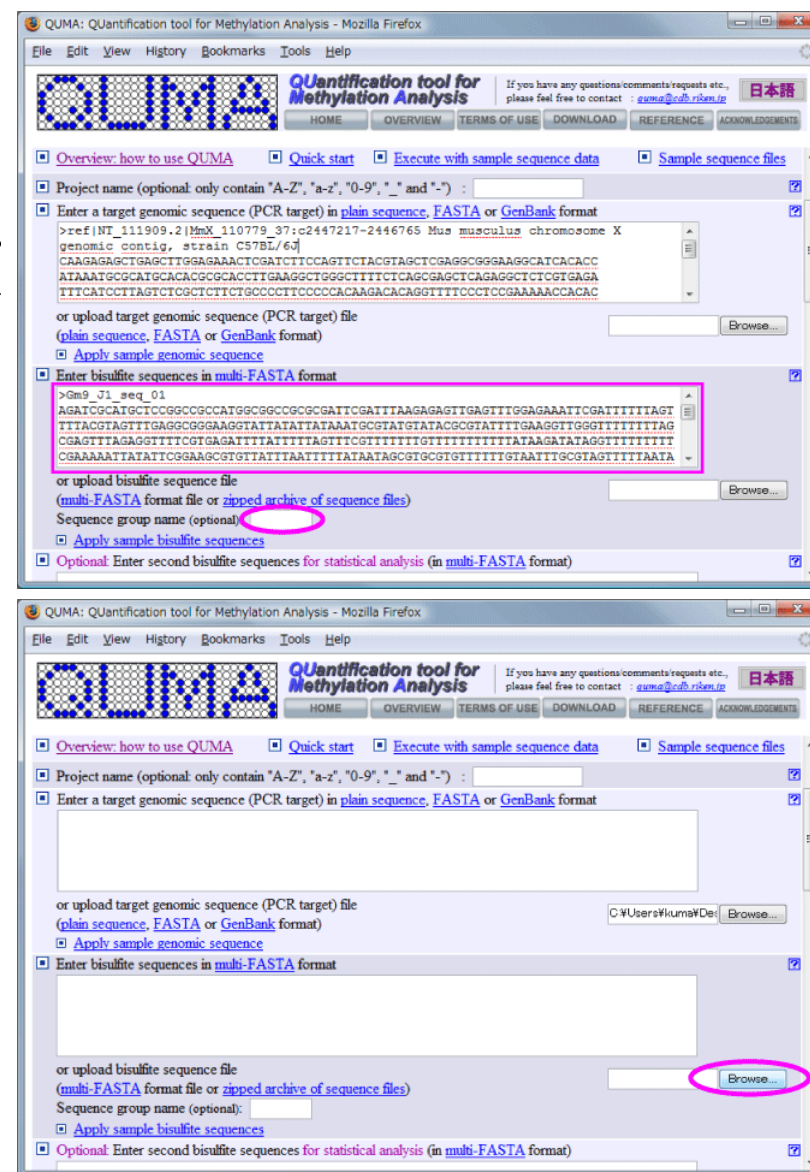 QUMA: QUantification tool for Methylation Analysis - Mozilla Firefox
File Edit View History Bookmarks Tools Help
QUMA
QUantification tool for
Methylation Analysis
If you have any questions/comments/requests etc.,
please feel free to contact : quma@cdb.riken.jp
日本語
HOME OVERVIEW TERMS OF USE DOWNLOAD REFERENCE ACKNOWLEDGEMENTS
Overview: how to use QUMA Quick start Execute with sample sequence data Sample sequence files
Project name (optional: only contain "A-Z", "a-z", "0-9", "_" and "-") :
Enter a target genomic sequence (PCR target) in plain sequence, FASTA or GenBank format
>ref|NT_111909.2|MmX_110779_37:c2447217-2446765 Mus musculus chromosome X
genomic contig, strain C57BL/6J
CAAGAGAGCTGAGCTTGGAGAAACTCGATCTTCCAGTTCTACGTAGCTCGAGGCGGGAAGGCATCACACC
ATAAATGCGCATGCACACGCGCACCTTGAAGGCTGGGCTTTTCTCAGCGAGCTCAGAGGCTCTCGTGAGA
TTTCATCCTTAGTCTCGCTCTTCTGCCCCTTCCCCCACAAGACACAGGTTTTCCCTCCGAAAAACCACAC
or upload target genomic sequence (PCR target) file
(plain sequence, FASTA or GenBank format)
Browse...
Apply sample genomic sequence
Enter bisulfite sequences in multi-FASTA format
>Gm9_J1_seq_01
AGATCGCATGCTCCGGCCGCCATGGCGGCCGCGCGATTCGATTTAAGAGAGTTGAGTTTGGAGAAATTCGATTTTTTAGT
TTTACGTAGTTTGAGGCGGGAAGGTATTATATTATAAATGCGTATGTATACGCGTATTTTGAAGGTTGGGTTTTTTTTAG
CGAGTTTAGAGGTTTTCGTGAGATTTTATTTTTAGTTTCGTTTTTTTGTTTTTTTTTTTATAAGATATAGGTTTTTTTTT
CGAAAAATTATATTCGGAAGCGTGTTATTTAATTTTTATAATAGCGTGCGTGTTTTTTGTAATTTGCGTAGTTTTTAATA
or upload bisulfite sequence file
(multi-FASTA format file or zipped archive of sequence files)
Browse...
Sequence group name (optional)
Apply sample bisulfite sequences
Optional: Enter second bisulfite sequences for statistical analysis (in multi-FASTA format)
QUMA: QUantification tool for Methylation Analysis - Mozilla Firefox
File Edit View History Bookmarks Tools Help
QUMA
QUantification tool for
Methylation Analysis
If you have any questions/comments/requests etc.,
please feel free to contact : quma@cdb.riken.jp
日本語
HOME OVERVIEW TERMS OF USE DOWNLOAD REFERENCE ACKNOWLEDGEMENTS
Overview: how to use QUMA Quick start Execute with sample sequence data Sample sequence files
Project name (optional: only contain "A-Z", "a-z", "0-9", "_" and "-") :
Enter a target genomic sequence (PCR target) in plain sequence, FASTA or GenBank format
or upload target genomic sequence (PCR target) file
(plain sequence, FASTA or GenBank format)
C:¥Users¥kuma¥Des Browse...
Apply sample genomic sequence
Enter bisulfite sequences in multi-FASTA format
or upload bisulfite sequence file
(multi-FASTA format file or zipped archive of sequence files)
Browse...
Sequence group name (optional):
Apply sample bisulfite sequences
Optional: Enter second bisulfite sequences for statistical analysis (in multi-FASTA format)